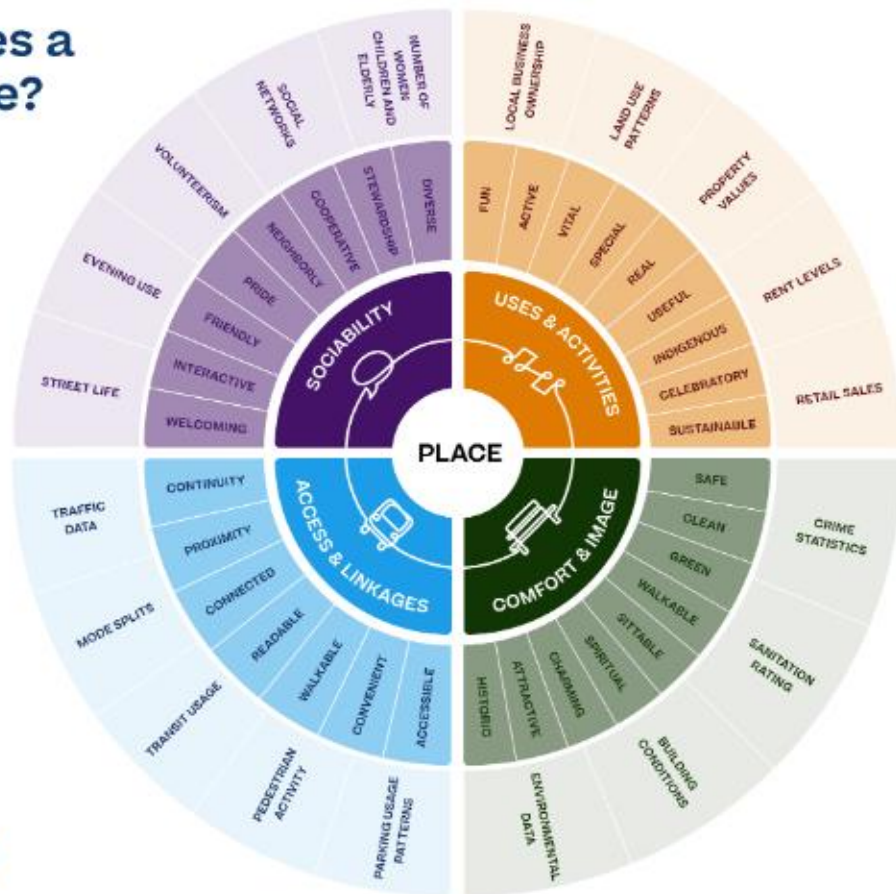 es a
e?
PLACE
SOCIABILITY
USES & ACTIVITIES
COMFORT & IMAGE
ACCESS & LINKAGES
WELCOMING
INTERACTIVE
FRIENDLY
PRIDE
NEIGHBORLY
COOPERATIVE
STEWARDSHIP
DIVERSE
FUN
ACTIVE
VITAL
SPECIAL
REAL
USEFUL
INDIGENOUS
CELEBRATORY
SUSTAINABLE
SAFE
CLEAN
GREEN
WALKABLE
SITTABLE
SPIRITUAL
CHARMING
ATTRACTIVE
HISTORIC
ACCESSIBLE
CONVENIENT
WALKABLE
READABLE
CONNECTED
PROXIMITY
CONTINUITY
STREET LIFE
EVENING USE
VOLUNTEERISM
SOCIAL
NETWORKS
NUMBER OF
WOMEN
CHILDREN AND
ELDERLY
LOCAL BUSINESS
OWNERSHIP
LAND USE
PATTERNS
PROPERTY
VALUES
RENT LEVELS
RETAIL SALES
CRIME
STATISTICS
SANITATION
RATING
BUILDING
CONDITIONS
ENVIRONMENTAL
DATA
PARKING USAGE
PATTERNS
PEDESTRIAN
ACTIVITY
TRANSIT USAGE
MODE SPLITS
TRAFFIC
DATA